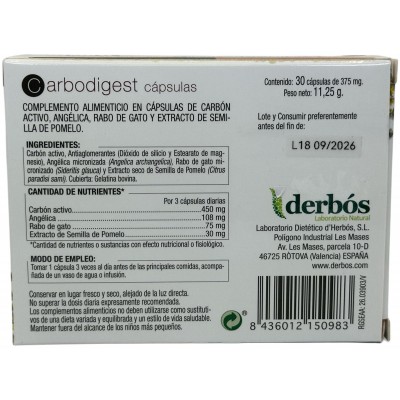 Carbodigest cápsulas
COMPLEMENTO ALIMENTICIO EN CÁPSULAS DE CARBÓN
ACTIVO, ANGÉLICA, RABO DE GATO Y EXTRACTO DE SEMI-
LLA DE POMELO.
INGREDIENTES:
Carbón activo, Antiaglomerantes (Dióxido de silicio y Estearato de mag-
nesio), Angélica micronizada (Angelica archangelica), Rabo de gato mi-
cronizado (Sideritis glauca) and Extracto seco de Semilla de Pomelo (Citrus
paradisi sam). Cubierta: Gelatina bovina).
CANTIDAD DE NUTRIENTES*:
Por 3 cápsulas diarias
Carbón activo 450 mg
Angélica 108 mg
Rabo de gato 75 mg
Extracto de Semilla de Pomelo 30 mg
*Cantidad de nutrientes o sustancias con efecto nutricional o fisiológico.
MODO DE EMPLEO:
Tomar 1 cápsula 3 veces al día antes de las principales comidas, acompa-
ñada de un vaso de agua o infusión.
Conservar en lugar fresco y seco, alejado de la luz directa.
No superar la dosis diaria expresamente recomendada.
Los complementos alimenticios no deben utilizarse como sustituti-
vos de una dieta variada y equilibrada y un estilo de vida saludable.
Mantener fuera del alcance de los niños más pequeños.
Contenido: 30 cápsulas de 375 mg.
Peso neto: 11,25 g.
Lote y Consumir preferentemente
antes del fin de:
L18 09/2026
derbós
Laboratorio Natural
Laboratorio Dietético d'Herbós, S.L.
Polígono Industrial Les Mases
Av. Les Mases, parcela 10-D
46725 RÓTOVA (Valencia) ESPAÑA
www.derbos.com
8 436012 150983
RGSEAA: 26.03903/V